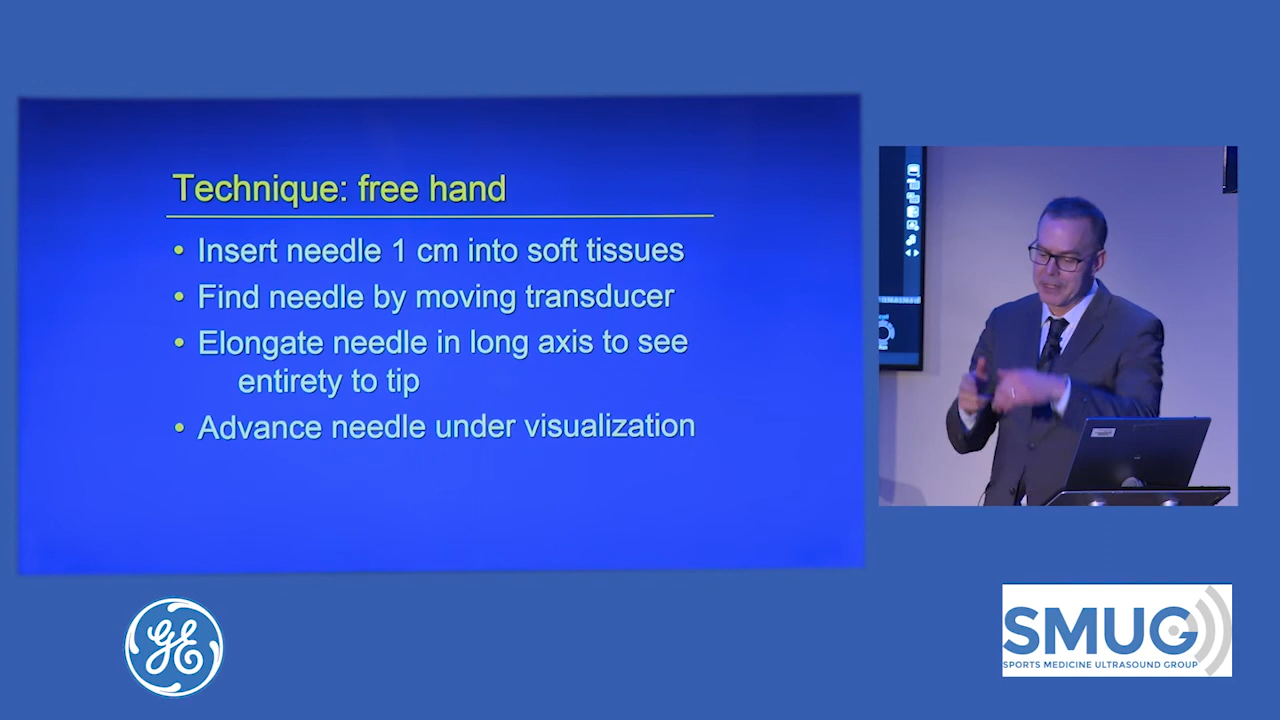 Technique: free hand
• Insert needle 1 cm into soft tissues
• Find needle by moving transducer
• Elongate needle in long axis to see
entirety to tip
• Advance needle under visualization
GE
SMUG
SPORTS MEDICINE ULTRASOUND GROUP